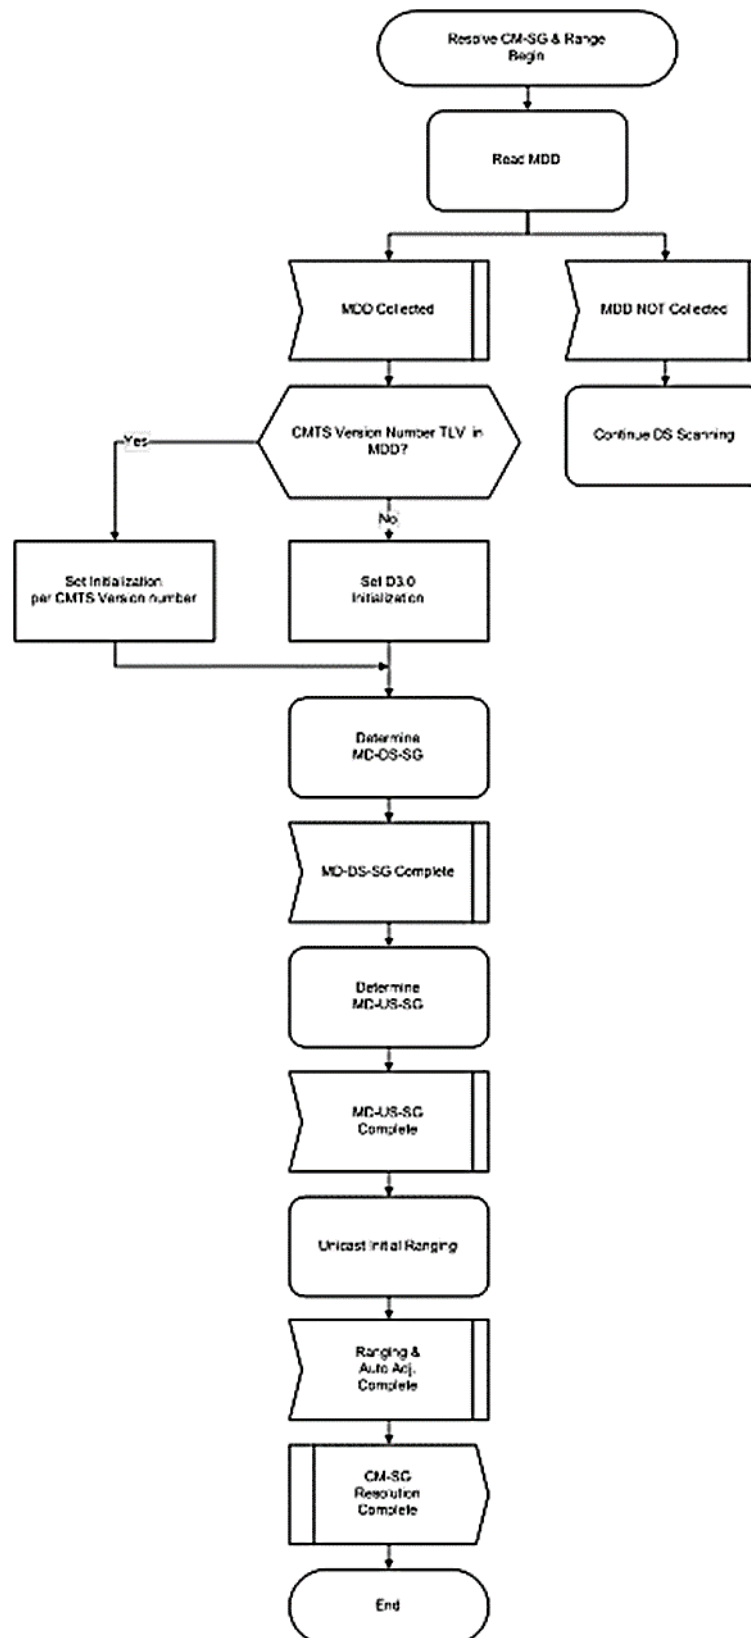 Resolve CM-SG & Range
Begin
Read MDD
MDD Collected
MDD NOT Collected
CMTS Version Number TLV in
MDD?
Continue DS Scanning
Yes
No
Set Initialization
per CMTS Version number
Set D3.0
Initialization
Determine
MD-DS-SG
MD-DS-SG Complete
Determine
MD-US-SG
MD-US-SG
Complete
Unicast Initial Ranging
Ranging &
Auto Adj.
Complete
CM-SG
Resolution
Complete
End